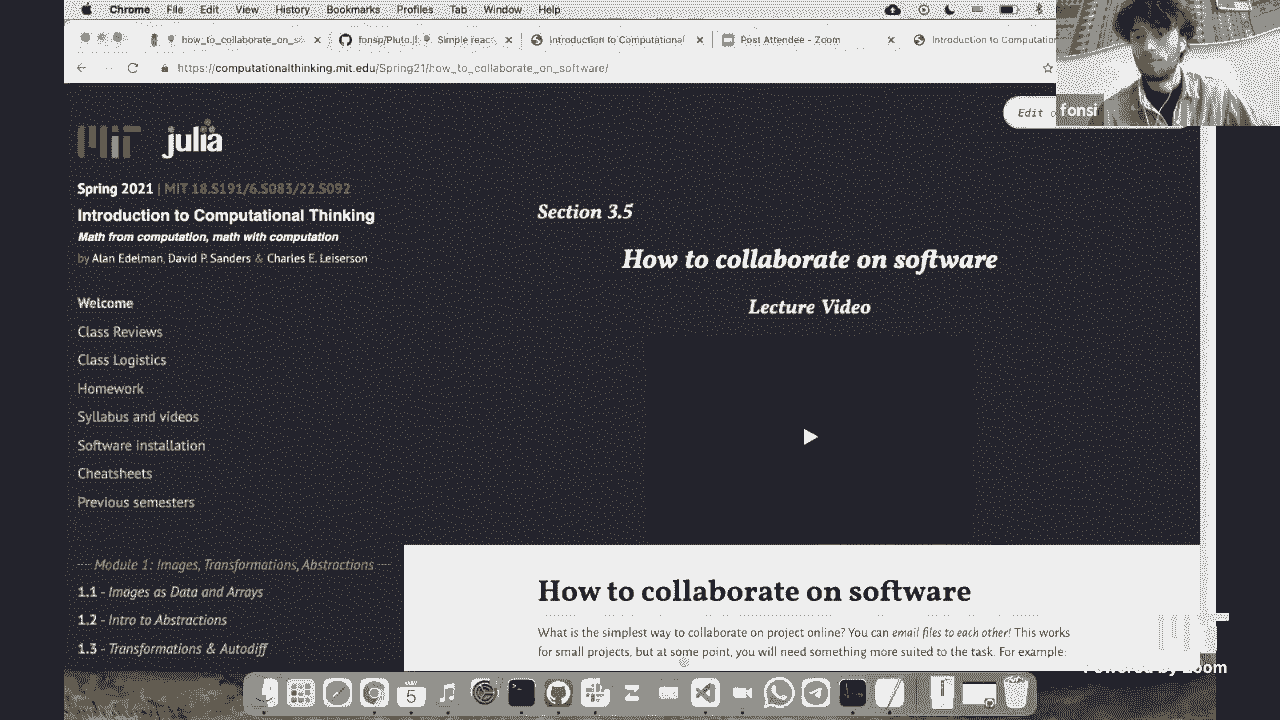 Chrome File Edit View History Bookmarks Profiles Tab Window Help
how_to_collaborate_on_so × fonsp/Pluto.jl: Simple react × Introduction to Computational × Post Attendee - Zoom × Introduction to Computation
https://computationalthinking.mit.edu/Spring21/how_to_collaborate_on_software/
Edit
fonsi
MIT julia
Spring 2021 | MIT 18.S191/6.S083/22.S092
Introduction to Computational Thinking
Math from computation, math with computation
by Alan Edelman, David P. Sanders & Charles E. Leiserson
Welcome
Class Reviews
Class Logistics
Homework
Syllabus and videos
Software installation
Cheatsheets
Previous semesters
Module 1: Images, Transformations, Abstractions
1.1 - Images as Data and Arrays
1.2 - Intro to Abstractions
1.3 - Transformations & Autodiff
Section 3.5
How to collaborate on software
Lecture Video
How to collaborate on software
What is the simplest way to collaborate on project online? You can email files to each other! This works
for small projects, but at some point, you will need something more suited to the task. For example:
MIT
Powered by Zoom
5